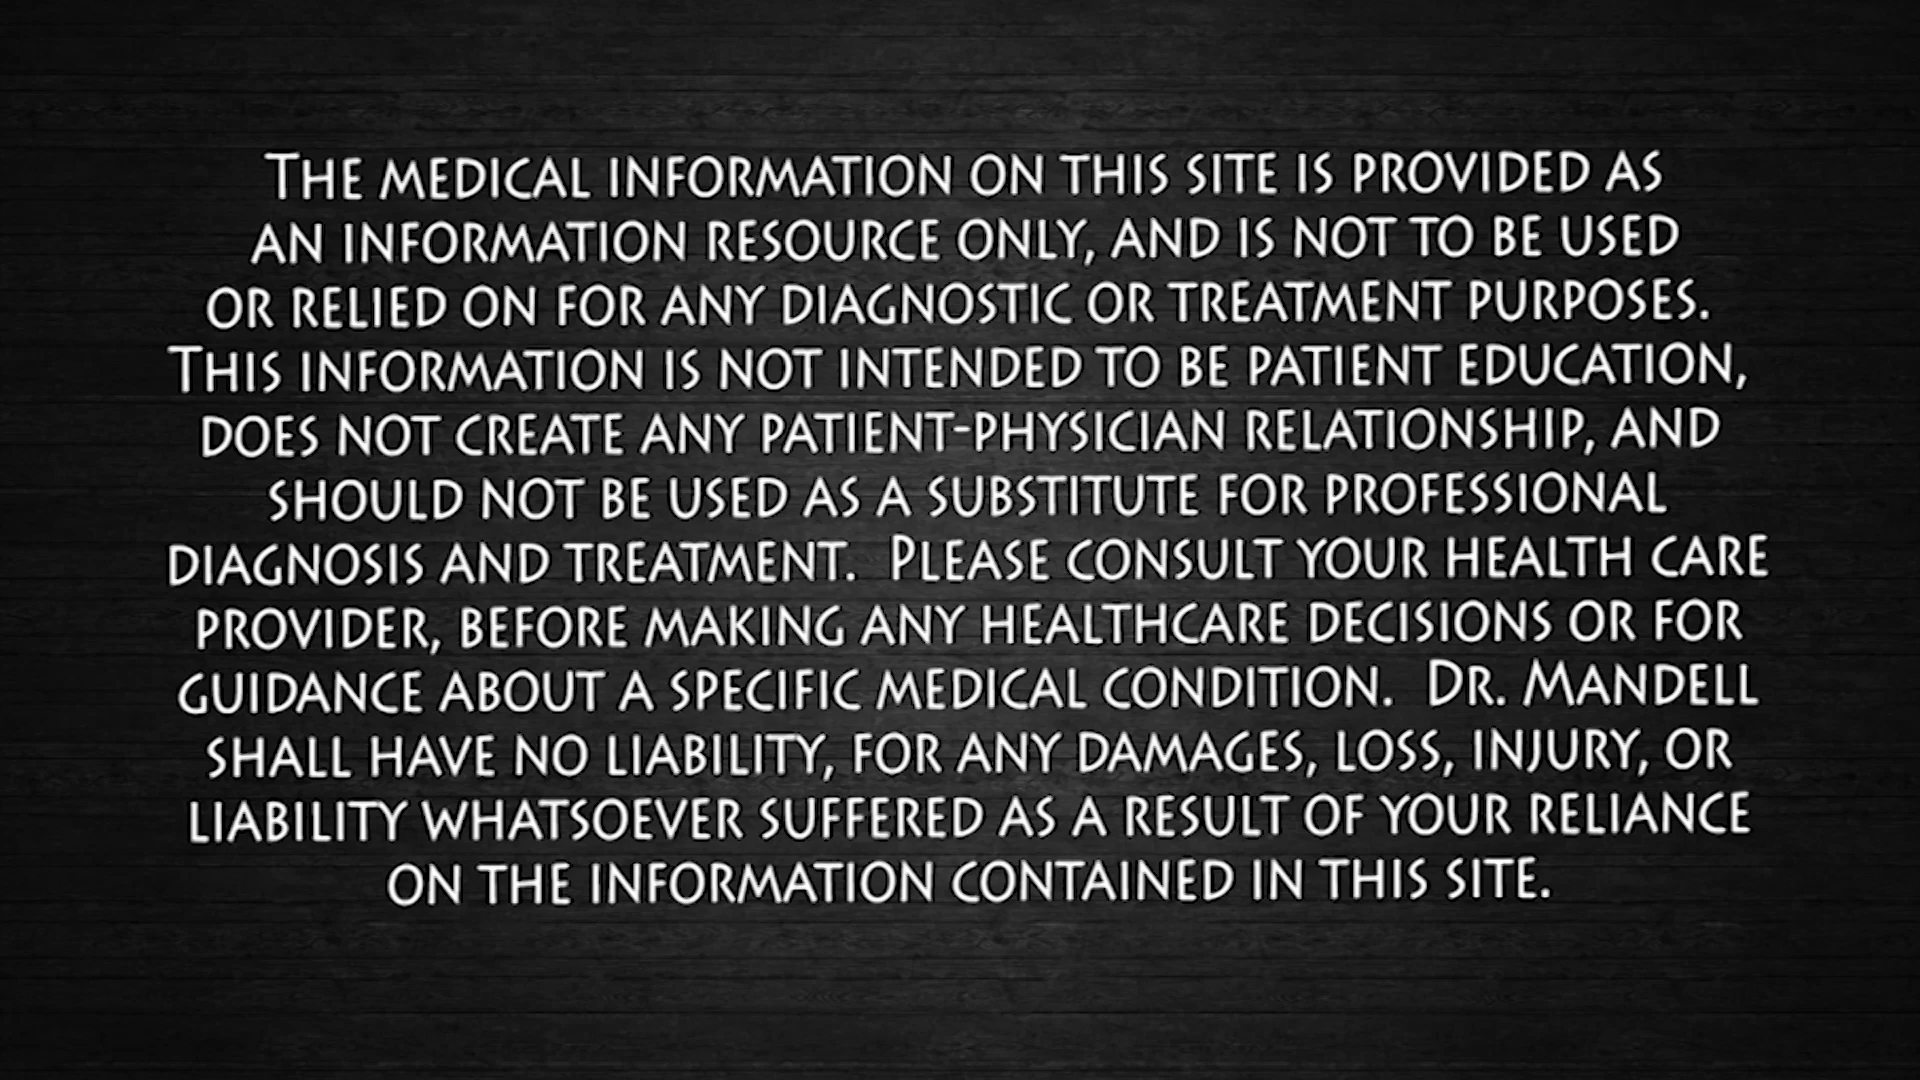 The medical information on this site is provided as
an information resource only, and is not to be used
or relied on for any diagnostic or treatment purposes.
This information is not intended to be patient education,
does not create any patient-physician relationship, and
should not be used as a substitute for professional
diagnosis and treatment. Please consult your health care
provider, before making any healthcare decisions or for
guidance about a specific medical condition. Dr. Mandell
shall have no liability, for any damages, loss, injury, or
liability whatsoever suffered as a result of your reliance
on the information contained in this site.